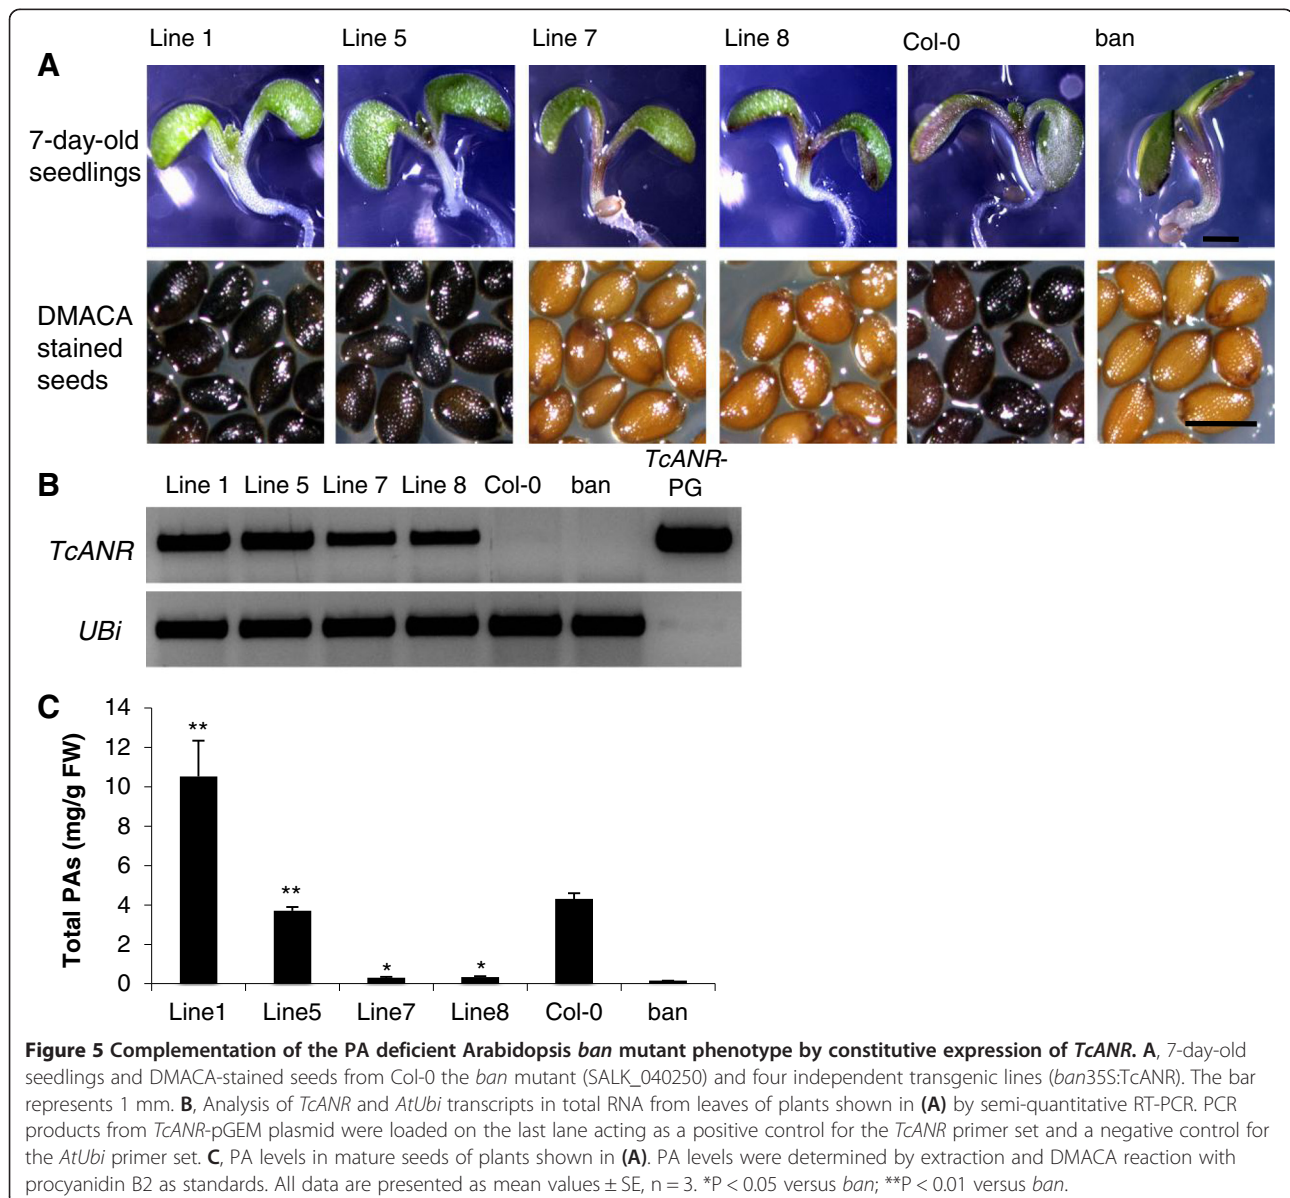 Line 1 Line 5 Line 7 Line 8 Col-0 ban
A
7-day-old
seedlings
DMACA
stained
seeds
B
Line 1 Line 5 Line 7 Line 8 Col-0 ban TcANR-
PG
TcANR
UBi
C
Total PAs (mg/g FW)
14
12
10
8
6
4
2
0
** ** * *
Line1 Line5 Line7 Line8 Col-0 ban
Figure 5 Complementation of the PA deficient Arabidopsis ban mutant phenotype by constitutive expression of TcANR. A, 7-day-old
seedlings and DMACA-stained seeds from Col-0 the ban mutant (SALK_040250) and four independent transgenic lines (ban35S:TcANR). The bar
represents 1 mm. B, Analysis of TcANR and AtUbi transcripts in total RNA from leaves of plants shown in (A) by semi-quantitative RT-PCR. PCR
products from TcANR-pGEM plasmid were loaded on the last lane acting as a positive control for the TcANR primer set and a negative control for
the AtUbi primer set. C, PA levels in mature seeds of plants shown in (A). PA levels were determined by extraction and DMACA reaction with
procyanidin B2 as standards. All data are presented as mean values ± SE, n = 3. *P < 0.05 versus ban; **P < 0.01 versus ban.